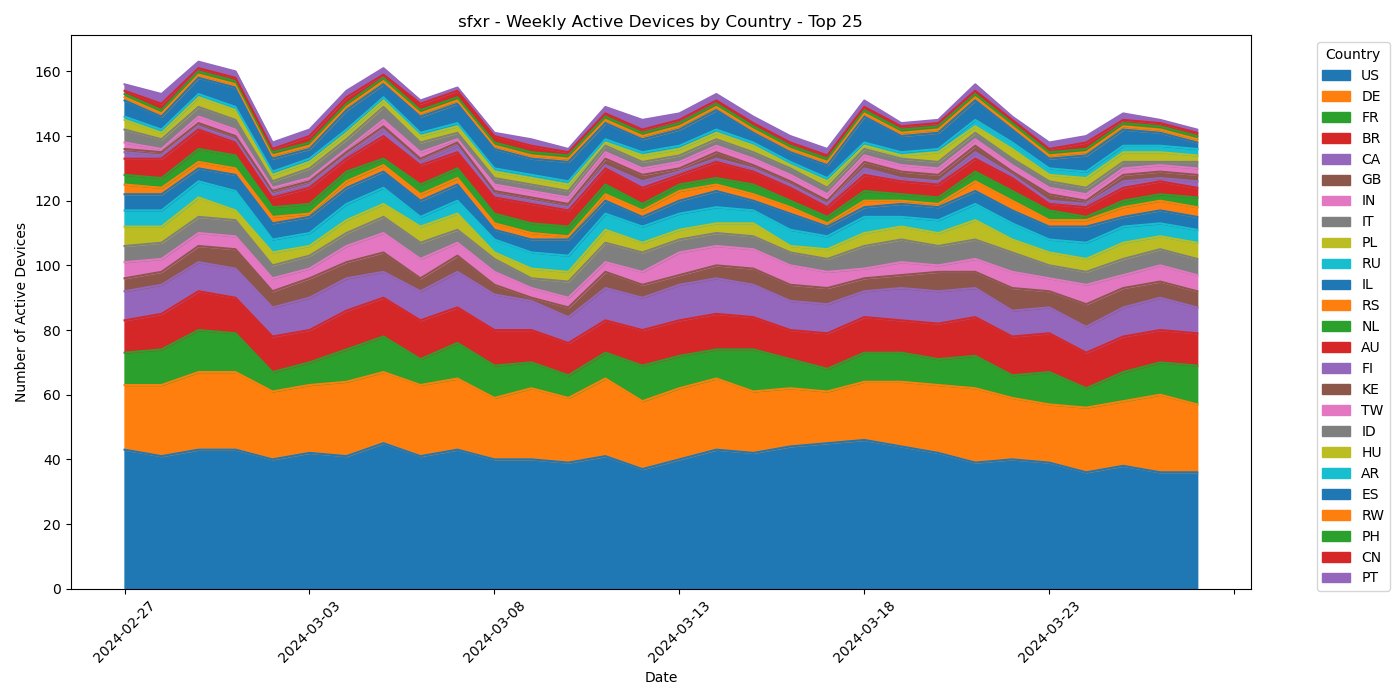 sfxr - Weekly Active Devices by Country - Top 25
Number of Active Devices
160
140
120
100
80
60
40
20
0
2024-02-27
2024-03-03
2024-03-08
2024-03-13
2024-03-18
2024-03-23
Date
Country
US
DE
FR
BR
CA
GB
IN
IT
PL
RU
IL
RS
NL
AU
FI
KE
TW
ID
HU
AR
ES
RW
PH
CN
PT